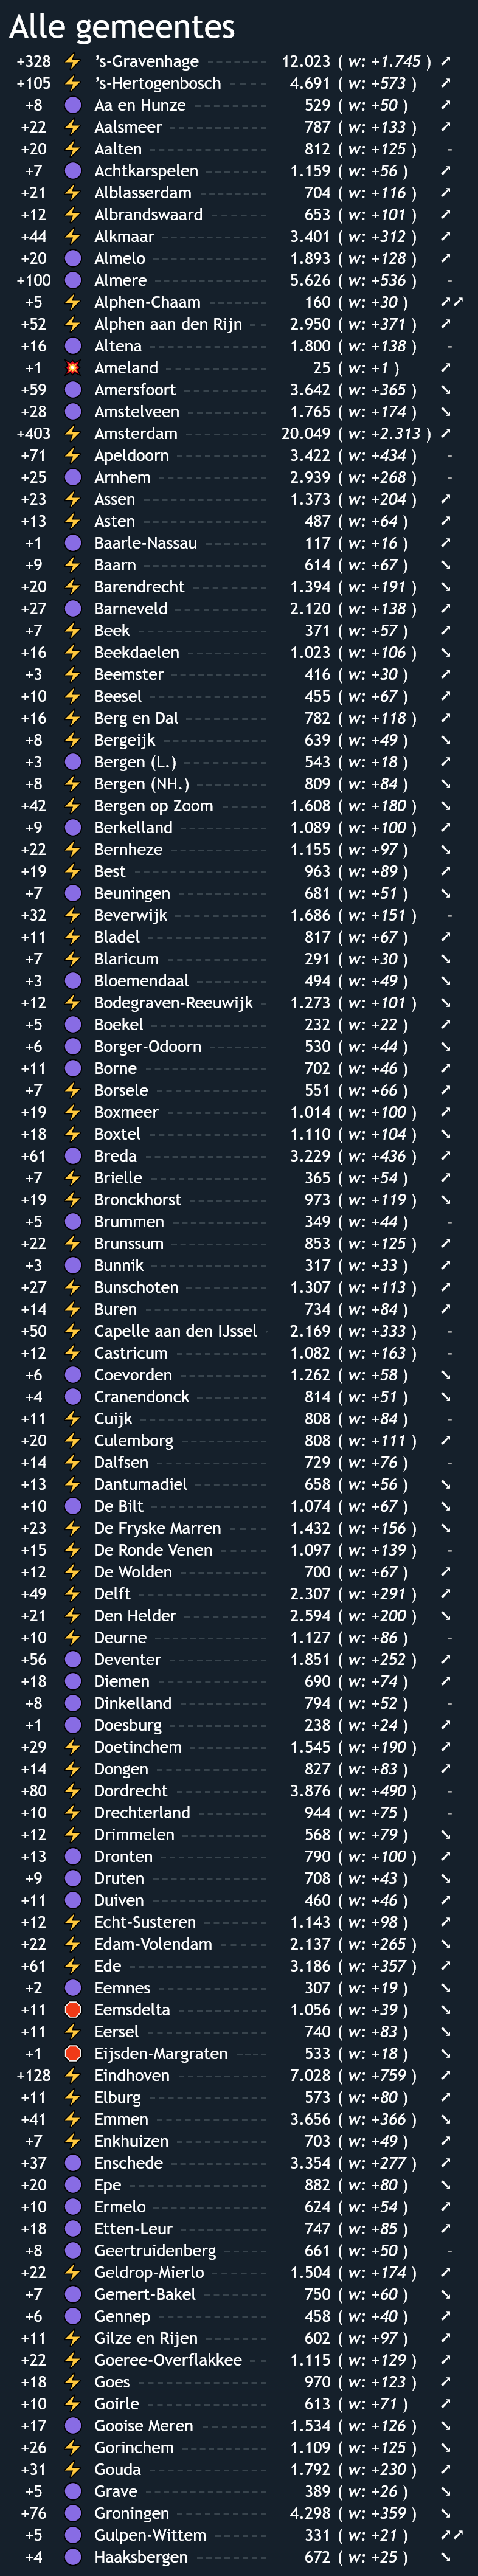 Alle gemeentes
+328 ⚡ 's-Gravenhage 12.023 ( w: +1.745 ) ➚
+105 ⚡ 's-Hertogenbosch 4.691 ( w: +573 ) ➚
+8 🟣 Aa en Hunze 529 ( w: +50 ) ➚
+22 ⚡ Aalsmeer 787 ( w: +133 ) ➚
+20 ⚡ Aalten 812 ( w: +125 ) -
+7 🟣 Achtkarspelen 1.159 ( w: +56 ) ➚
+21 ⚡ Alblasserdam 704 ( w: +116 ) ➚
+12 ⚡ Albrandswaard 653 ( w: +101 ) ➚
+44 ⚡ Alkmaar 3.401 ( w: +312 ) ➚
+20 🟣 Almelo 1.893 ( w: +128 ) ➚
+100 🟣 Almere 5.626 ( w: +536 ) -
+5 ⚡ Alphen-Chaam 160 ( w: +30 ) ➚➚
+52 ⚡ Alphen aan den Rijn 2.950 ( w: +371 ) ➚
+16 🟣 Altena 1.800 ( w: +138 ) -
+1 💥 Ameland 25 ( w: +1 ) ➚
+59 🟣 Amersfoort 3.642 ( w: +365 ) ➘
+28 🟣 Amstelveen 1.765 ( w: +174 ) ➘
+403 ⚡ Amsterdam 20.049 ( w: +2.313 ) ➚
+71 ⚡ Apeldoorn 3.422 ( w: +434 ) -
+25 🟣 Arnhem 2.939 ( w: +268 ) -
+23 ⚡ Assen 1.373 ( w: +204 ) ➚
+13 ⚡ Asten 487 ( w: +64 ) ➚
+1 🟣 Baarle-Nassau 117 ( w: +16 ) ➚
+9 ⚡ Baarn 614 ( w: +67 ) ➘
+20 ⚡ Barendrecht 1.394 ( w: +191 ) ➘
+27 🟣 Barneveld 2.120 ( w: +138 ) ➚
+7 ⚡ Beek 371 ( w: +57 ) ➚
+16 ⚡ Beekdaelen 1.023 ( w: +106 ) ➘
+3 ⚡ Beemster 416 ( w: +30 ) ➚
+10 ⚡ Beesel 455 ( w: +67 ) ➚
+16 ⚡ Berg en Dal 782 ( w: +118 ) ➚
+8 ⚡ Bergeijk 639 ( w: +49 ) ➘
+3 🟣 Bergen (L.) 543 ( w: +18 ) ➚
+8 ⚡ Bergen (NH.) 809 ( w: +84 ) ➘
+42 ⚡ Bergen op Zoom 1.608 ( w: +180 ) ➘
+9 🟣 Berkelland 1.089 ( w: +100 ) ➚
+22 ⚡ Bernheze 1.155 ( w: +97 ) ➘
+19 ⚡ Best 963 ( w: +89 ) ➚
+7 🟣 Beuningen 681 ( w: +51 ) ➘
+32 ⚡ Beverwijk 1.686 ( w: +151 ) -
+11 ⚡ Bladel 817 ( w: +67 ) ➚
+7 ⚡ Blaricum 291 ( w: +30 ) ➘
+3 🟣 Bloemendaal 494 ( w: +49 ) ➘
+12 ⚡ Bodegraven-Reeuwijk 1.273 ( w: +101 ) ➘
+5 🟣 Boekel 232 ( w: +22 ) ➚
+6 🟣 Borger-Odoorn 530 ( w: +44 ) ➘
+11 🟣 Borne 702 ( w: +46 ) ➚
+7 ⚡ Borsele 551 ( w: +66 ) ➚
+19 ⚡ Boxmeer 1.014 ( w: +100 ) ➚
+18 ⚡ Boxtel 1.110 ( w: +104 ) ➘
+61 🟣 Breda 3.229 ( w: +436 ) ➚
+7 ⚡ Brielle 365 ( w: +54 ) ➚
+19 ⚡ Bronckhorst 973 ( w: +119 ) ➘
+5 🟣 Brummen 349 ( w: +44 ) -
+22 ⚡ Brunssum 853 ( w: +125 ) ➚
+3 🟣 Bunnik 317 ( w: +33 ) ➚
+27 ⚡ Bunschoten 1.307 ( w: +113 ) ➚
+14 ⚡ Buren 734 ( w: +84 ) ➚
+50 ⚡ Capelle aan den IJssel 2.169 ( w: +333 ) -
+12 ⚡ Castricum 1.082 ( w: +163 ) -
+6 🟣 Coevorden 1.262 ( w: +58 ) ➘
+4 🟣 Cranendonck 814 ( w: +51 ) ➘
+11 ⚡ Cuijk 808 ( w: +84 ) -
+20 ⚡ Culemborg 808 ( w: +111 ) ➚
+14 ⚡ Dalfsen 729 ( w: +76 ) -
+13 ⚡ Dantumadiel 658 ( w: +56 ) ➘
+10 🟣 De Bilt 1.074 ( w: +67 ) ➘
+23 ⚡ De Fryske Marren 1.432 ( w: +156 ) ➘
+15 ⚡ De Ronde Venen 1.097 ( w: +139 ) -
+12 ⚡ De Wolden 700 ( w: +67 ) ➚
+49 ⚡ Delft 2.307 ( w: +291 ) ➚
+21 ⚡ Den Helder 2.594 ( w: +200 ) ➘
+10 ⚡ Deurne 1.127 ( w: +86 ) -
+56 🟣 Deventer 1.851 ( w: +252 ) ➚
+18 🟣 Diemen 690 ( w: +74 ) ➚
+8 🟣 Dinkelland 794 ( w: +52 ) -
+1 🟣 Doesburg 238 ( w: +24 ) ➚
+29 ⚡ Doetinchem 1.545 ( w: +190 ) ➚
+14 ⚡ Dongen 827 ( w: +83 ) ➚
+80 ⚡ Dordrecht 3.876 ( w: +490 ) -
+10 ⚡ Drechterland 944 ( w: +75 ) -
+12 ⚡ Drimmelen 568 ( w: +79 ) ➘
+13 🟣 Dronten 790 ( w: +100 ) ➚
+9 🟣 Druten 708 ( w: +43 ) ➘
+11 🟣 Duiven 460 ( w: +46 ) ➚
+12 ⚡ Echt-Susteren 1.143 ( w: +98 ) ➚
+22 ⚡ Edam-Volendam 2.137 ( w: +265 ) ➘
+61 ⚡ Ede 3.186 ( w: +357 ) ➚
+2 🟣 Eemnes 307 ( w: +19 ) ➘
+11 🛑 Eemsdelta 1.056 ( w: +39 ) ➘
+11 ⚡ Eersel 740 ( w: +83 ) ➘
+1 🛑 Eijsden-Margraten 533 ( w: +18 ) ➘
+128 ⚡ Eindhoven 7.028 ( w: +759 ) ➚
+11 ⚡ Elburg 573 ( w: +80 ) ➚
+41 ⚡ Emmen 3.656 ( w: +366 ) ➘
+7 ⚡ Enkhuizen 703 ( w: +49 ) ➚
+37 🟣 Enschede 3.354 ( w: +277 ) ➚
+20 🟣 Epe 882 ( w: +80 ) ➘
+10 🟣 Ermelo 624 ( w: +54 ) ➚
+18 🟣 Etten-Leur 747 ( w: +85 ) ➚
+8 🟣 Geertruidenberg 661 ( w: +50 ) -
+22 ⚡ Geldrop-Mierlo 1.504 ( w: +174 ) ➚
+7 🟣 Gemert-Bakel 750 ( w: +60 ) ➘
+6 🟣 Gennep 458 ( w: +40 ) ➚
+11 ⚡ Gilze en Rijen 602 ( w: +97 ) ➚
+22 ⚡ Goeree-Overflakkee 1.115 ( w: +129 ) ➚
+18 ⚡ Goes 970 ( w: +123 ) ➚
+10 ⚡ Goirle 613 ( w: +71 ) ➚
+17 🟣 Gooise Meren 1.534 ( w: +126 ) ➘
+26 ⚡ Gorinchem 1.109 ( w: +125 ) ➘
+31 ⚡ Gouda 1.792 ( w: +230 ) ➚
+5 🟣 Grave 389 ( w: +26 ) ➘
+76 🟣 Groningen 4.298 ( w: +359 ) ➘
+5 🟣 Gulpen-Wittem 331 ( w: +21 ) ➚➚
+4 🟣 Haaksbergen 672 ( w: +25 ) ➘